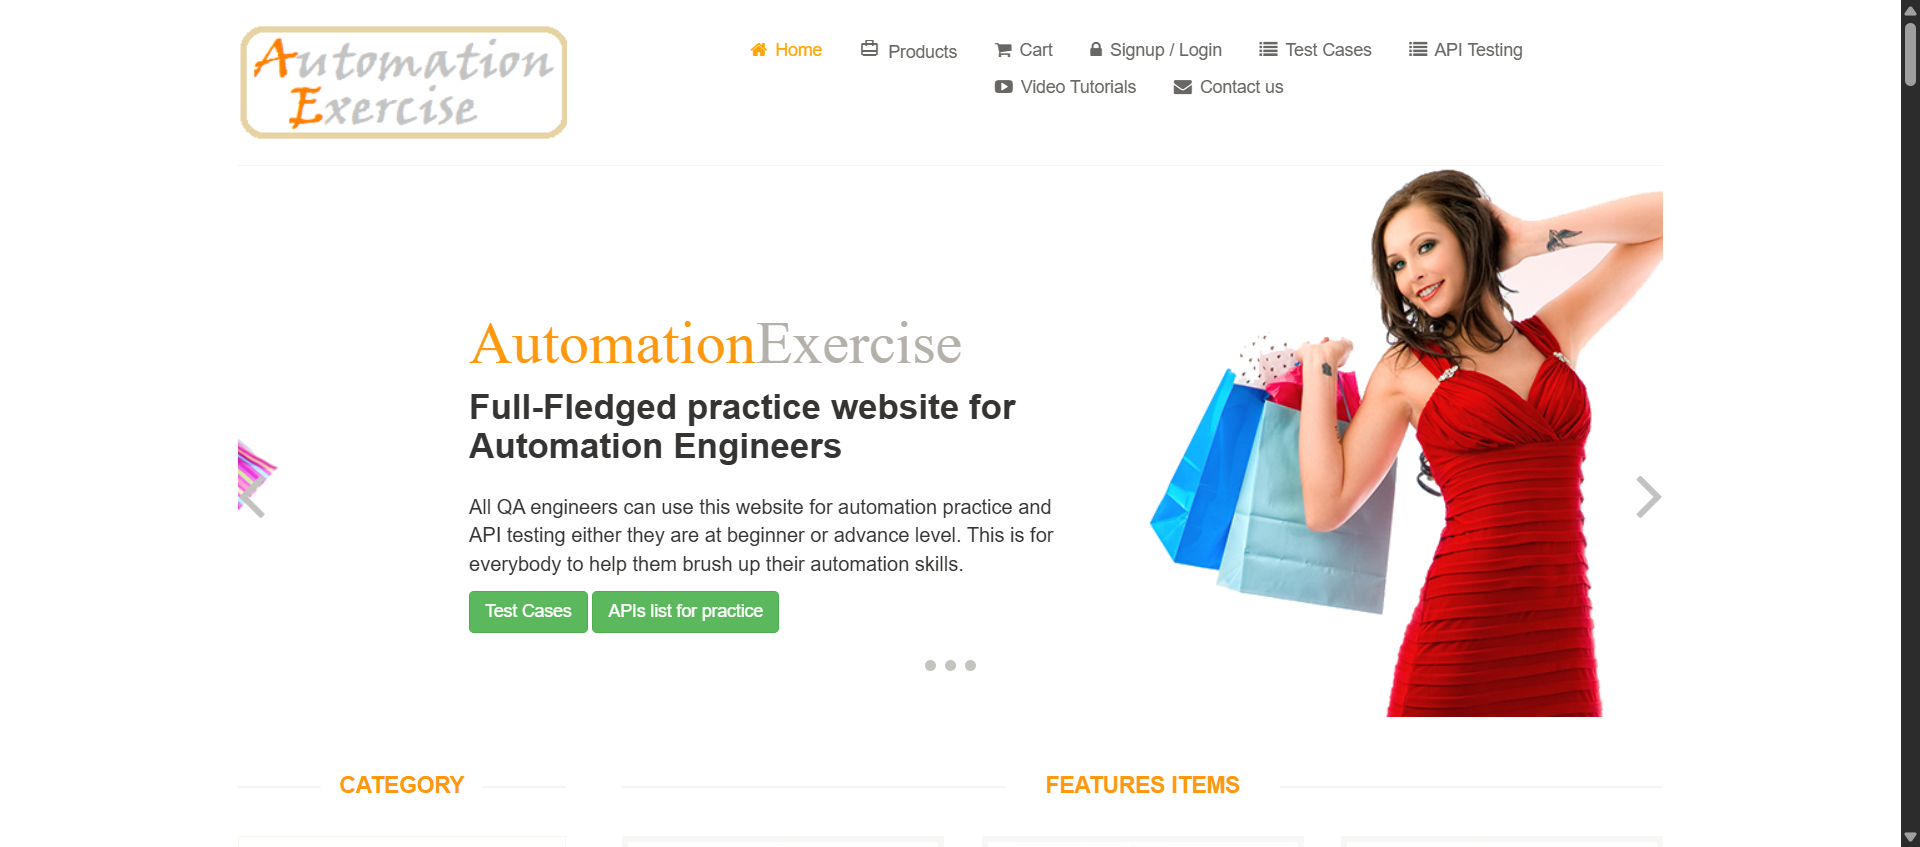 Automation
Exercise
Home
Products
Cart
Signup / Login
Test Cases
API Testing
Video Tutorials
Contact us
AutomationExercise
Full-Fledged practice website for
Automation Engineers
All QA engineers can use this website for automation practice and
API testing either they are at beginner or advance level. This is for
everybody to help them brush up their automation skills.
Test Cases
APIs list for practice
CATEGORY
FEATURES ITEMS